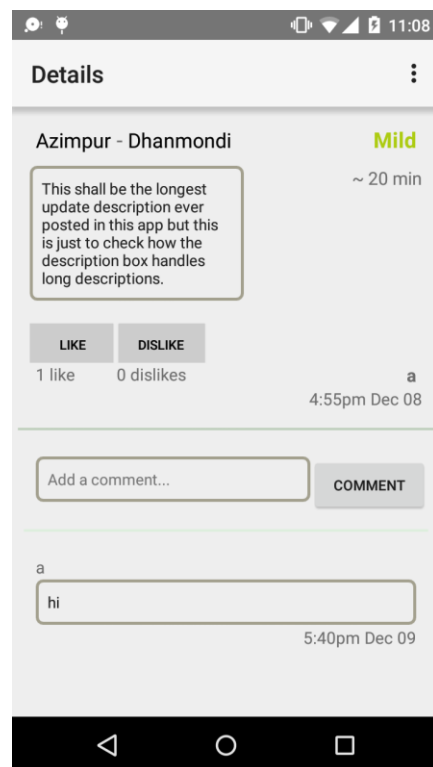 11:08
Details
Azimpur - Dhanmondi
Mild
~ 20 min
This shall be the longest
update description ever
posted in this app but this
is just to check how the
description box handles
long descriptions.
LIKE
DISLIKE
1 like
0 dislikes
a
4:55pm Dec 08
Add a comment...
COMMENT
a
hi
5:40pm Dec 09